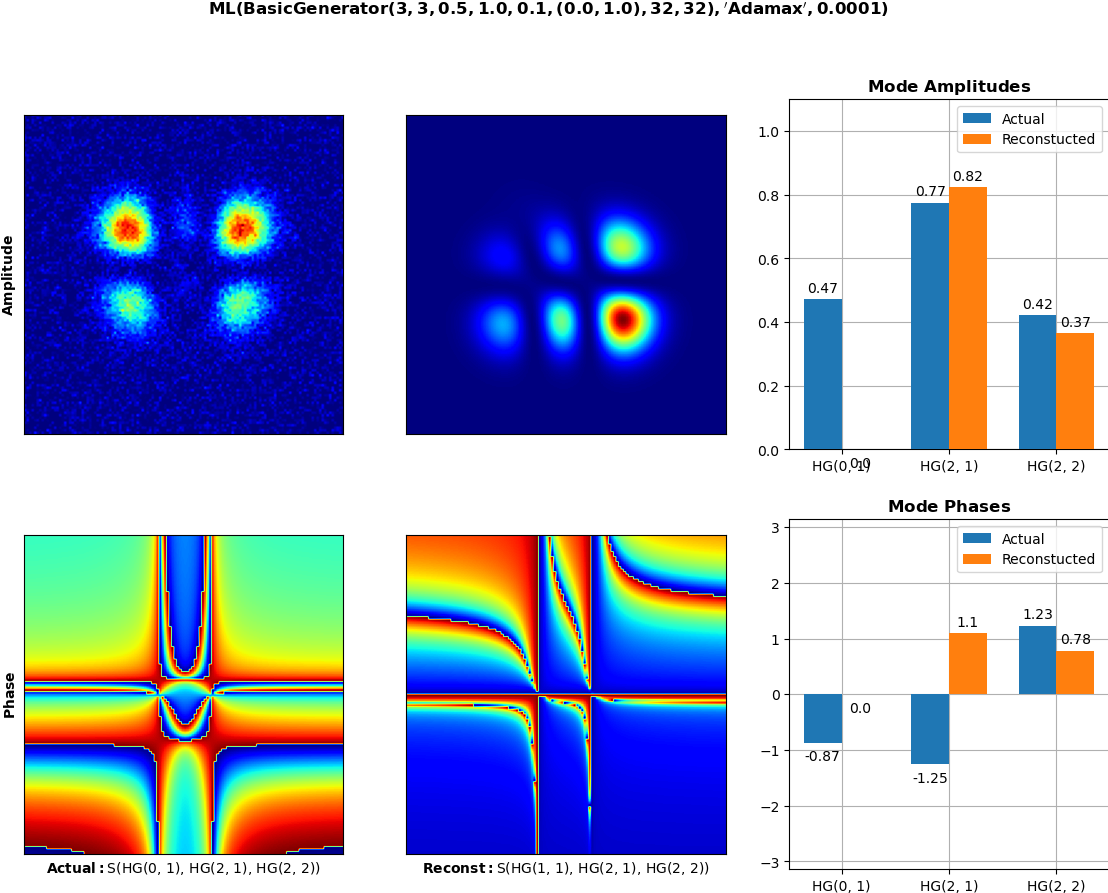 ML(BasicGenerator(3, 3, 0.5, 1.0, 0.1, (0.0, 1.0), 32, 32), ′Adamax′, 0.0001)
Amplitude
Mode Amplitudes
Actual
Reconstucted
1.0
0.8
0.6
0.4
0.2
0.0
0.47
0.0
0.77
0.82
0.42
0.37
HG(0, 1)
HG(2, 1)
HG(2, 2)
Phase
Actual: S(HG(0, 1), HG(2, 1), HG(2, 2))
Reconst: S(HG(1, 1), HG(2, 1), HG(2, 2))
Mode Phases
Actual
Reconstucted
3
2
1
0
−1
−2
−3
-0.87
0.0
-1.25
1.1
1.23
0.78
HG(0, 1)
HG(2, 1)
HG(2, 2)